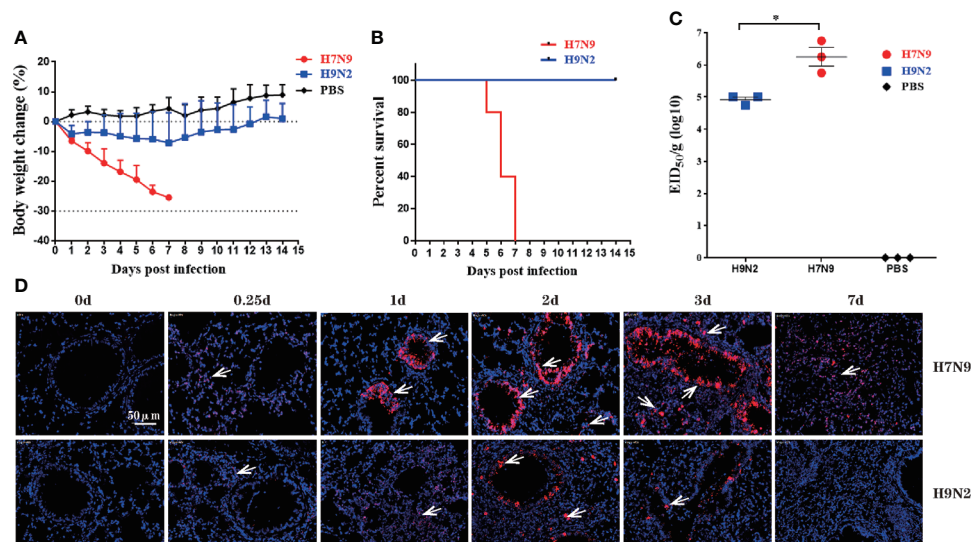 A
H7N9
H9N2
PBS
Body weight change (%)
20
10
0
-10
-20
-30
-40
0 1 2 3 4 5 6 7 8 9 10 11 12 13 14 15
Days post infection
B
H7N9
H9N2
Percent survival
100
80
60
40
20
0
0 1 2 3 4 5 6 7 8 9 10 11 12 13 14 15
Days post infection
C
*
EID50/g (log10)
7
6
5
4
3
2
1
0
H7N9
H9N2
PBS
H9N2 H7N9 PBS
D
0d 0.25d 1d 2d 3d 7d
50μm
H7N9
H9N2